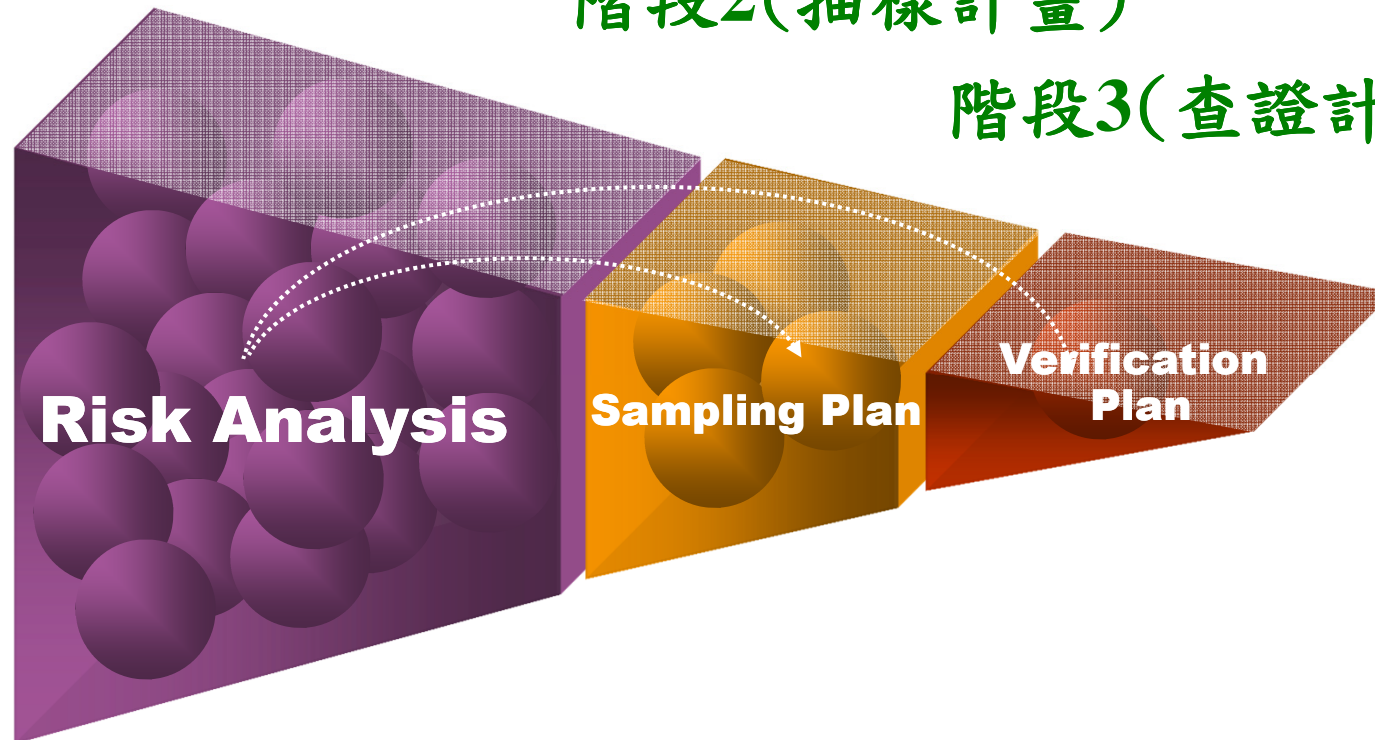 階段2(抽樣計畫)
階段3(查證計
Risk Analysis
Sampling Plan
Verification
Plan